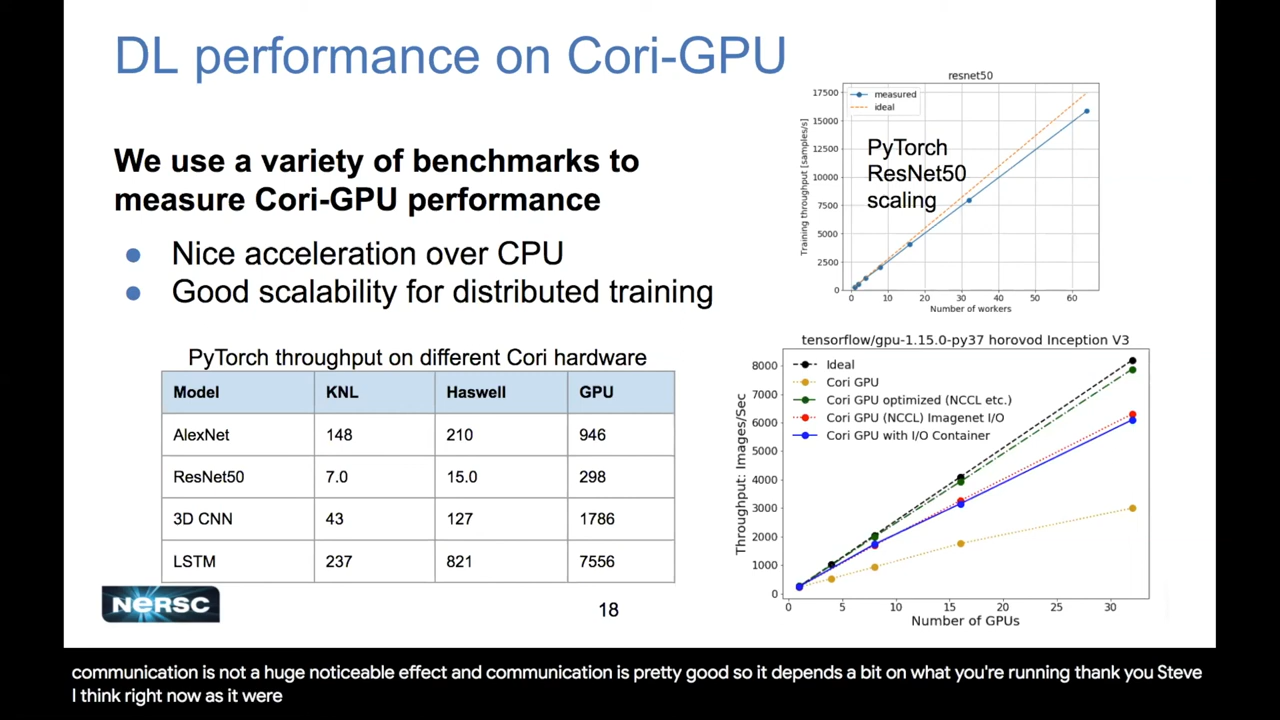 DL performance on Cori-GPU
We use a variety of benchmarks to
measure Cori-GPU performance
● Nice acceleration over CPU
● Good scalability for distributed training
PyTorch throughput on different Cori hardware
Model KNL Haswell GPU
AlexNet 148 210 946
ResNet50 7.0 15.0 298
3D CNN 43 127 1786
LSTM 237 821 7556
NERSC
18
resnet50
measured
ideal
PyTorch
ResNet50
scaling
Training throughput [samples/s]
17500
15000
12500
10000
7500
5000
2500
0
0 10 20 30 40 50 60
Number of workers
tensorflow/gpu-1.15.0-py37 horovod Inception V3
Ideal
Cori GPU
Cori GPU optimized (NCCL etc.)
Cori GPU (NCCL) Imagenet I/O
Cori GPU with I/O Container
Throughput: Images/Sec
8000
7000
6000
5000
4000
3000
2000
1000
0
0 5 10 15 20 25 30
Number of GPUs
communication is not a huge noticeable effect and communication is pretty good so it depends a bit on what you're running thank you Steve
I think right now as it were